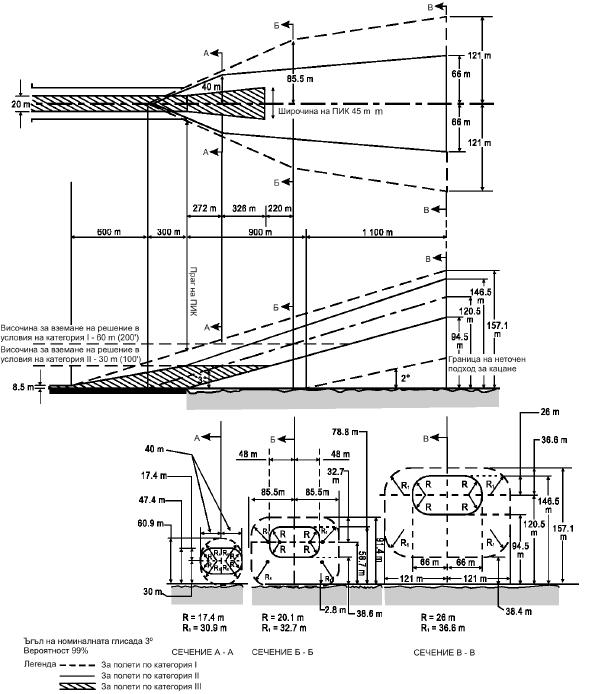 Б
А
40 m
85.5 m
121 m
66 m
20 m
Широчина на ПИК 45 m m
66 m
121 m
А
Б
В
272 m
326 m
220 m
600 m
300 m
900 m
1 100 m
Праг на ПИК
В
Б
А
146.5 m
120.5 m
157.1 m
94.5 m
Височина за вземане на решение в
условия на категория I - 60 m (200')
Височина за вземане на решение в
условия на категория II - 30 m (100')
Граница на неточен
подход за кацане
8.5 m
3°
2°
А
Б
В
26 m
36.6 m
78.8 m
40 m
48 m
48 m
32.7 m
17.4 m
47.4 m
60.9 m
85.5m
85.5m
R₁
R
R
R
R
146.5 m
120.5 m
157.1 m
94.5 m
58.7 m
91.4 m
30 m
66 m
66 m
121 m
121 m
2.8 m
38.6 m
38.4 m
R = 17.4 m
R₁ = 30.9 m
R = 20.1 m
R₁ = 32.7 m
R = 26 m
R₁ = 36.6 m
Ъгъл на номиналната глисада 3º
Вероятност 99%
СЕЧЕНИЕ А - А
СЕЧЕНИЕ Б - Б
СЕЧЕНИЕ В - В
Легенда
За полети по категория I
За полети по категория II
За полети по категория III